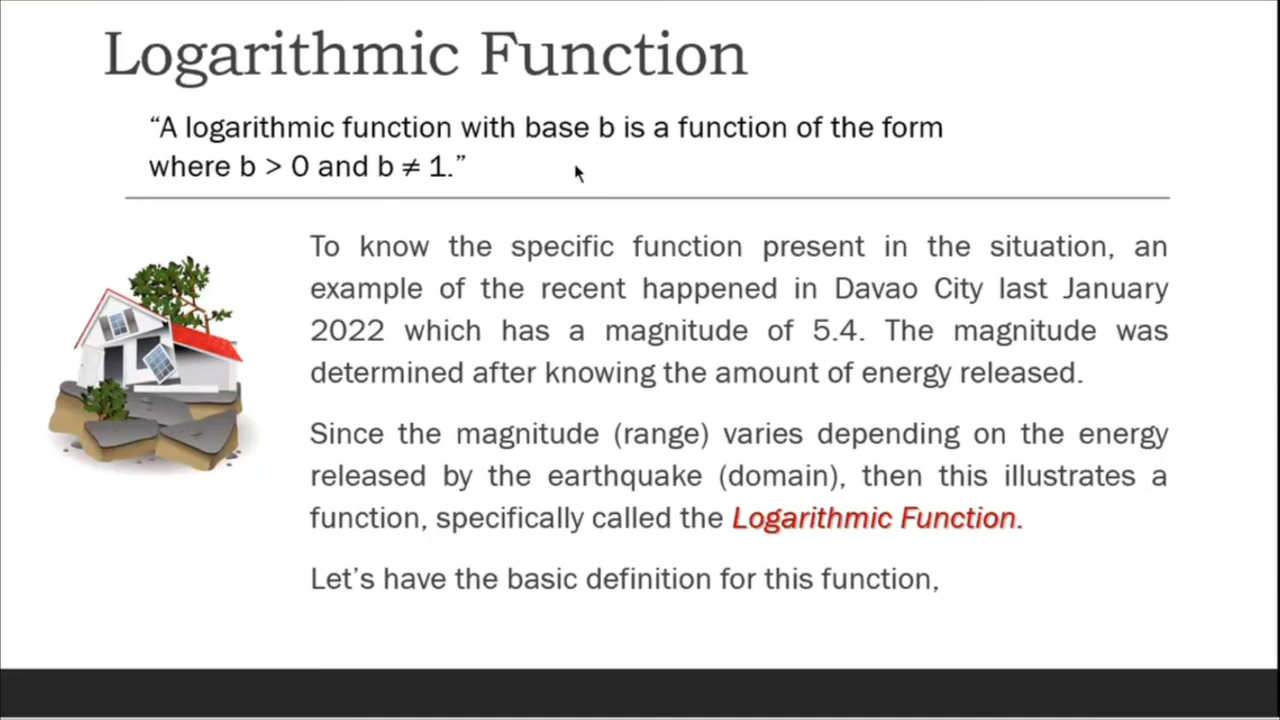 Logarithmic Function
“A logarithmic function with base b is a function of the form
where b > 0 and b ≠ 1.”
To know the specific function present in the situation, an
example of the recent happened in Davao City last January
2022 which has a magnitude of 5.4. The magnitude was
determined after knowing the amount of energy released.
Since the magnitude (range) varies depending on the energy
released by the earthquake (domain), then this illustrates a
function, specifically called the Logarithmic Function.
Let’s have the basic definition for this function,